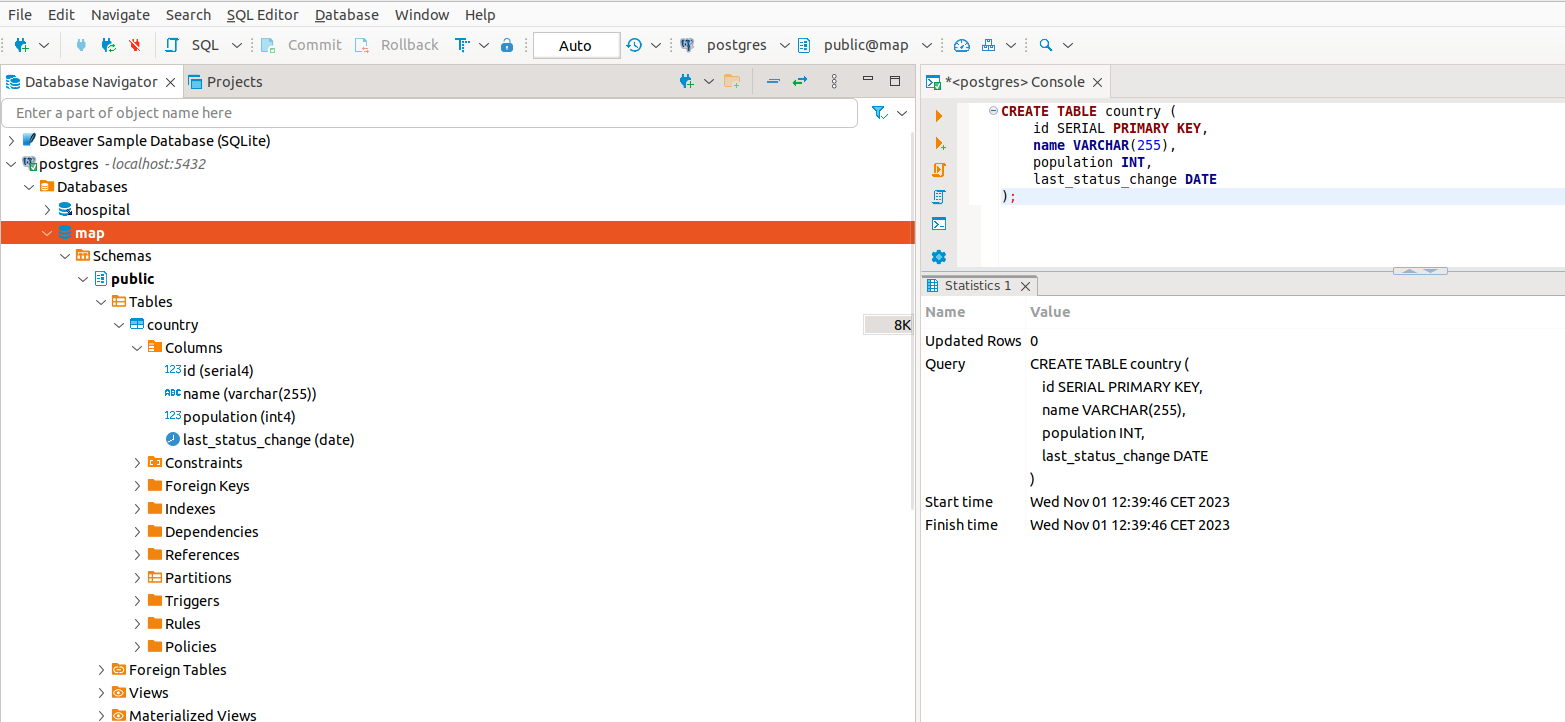 File Edit Navigate Search SQL Editor Database Window Help
SQL Commit Rollback Auto postgres public@map
Database Navigator Projects
Enter a part of object name here
DBeaver Sample Database (SQLite)
postgres - localhost:5432
Databases
hospital
map
Schemas
public
Tables
country 8K
Columns
123 id (serial4)
ABC name (varchar(255))
123 population (int4)
last_status_change (date)
Constraints
Foreign Keys
Indexes
Dependencies
References
Partitions
Triggers
Rules
Policies
Foreign Tables
Views
Materialized Views
*<postgres> Console
CREATE TABLE country (
id SERIAL PRIMARY KEY,
name VARCHAR(255),
population INT,
last_status_change DATE
);
Statistics 1
Name Value
Updated Rows 0
Query CREATE TABLE country (
id SERIAL PRIMARY KEY,
name VARCHAR(255),
population INT,
last_status_change DATE
)
Start time Wed Nov 01 12:39:46 CET 2023
Finish time Wed Nov 01 12:39:46 CET 2023